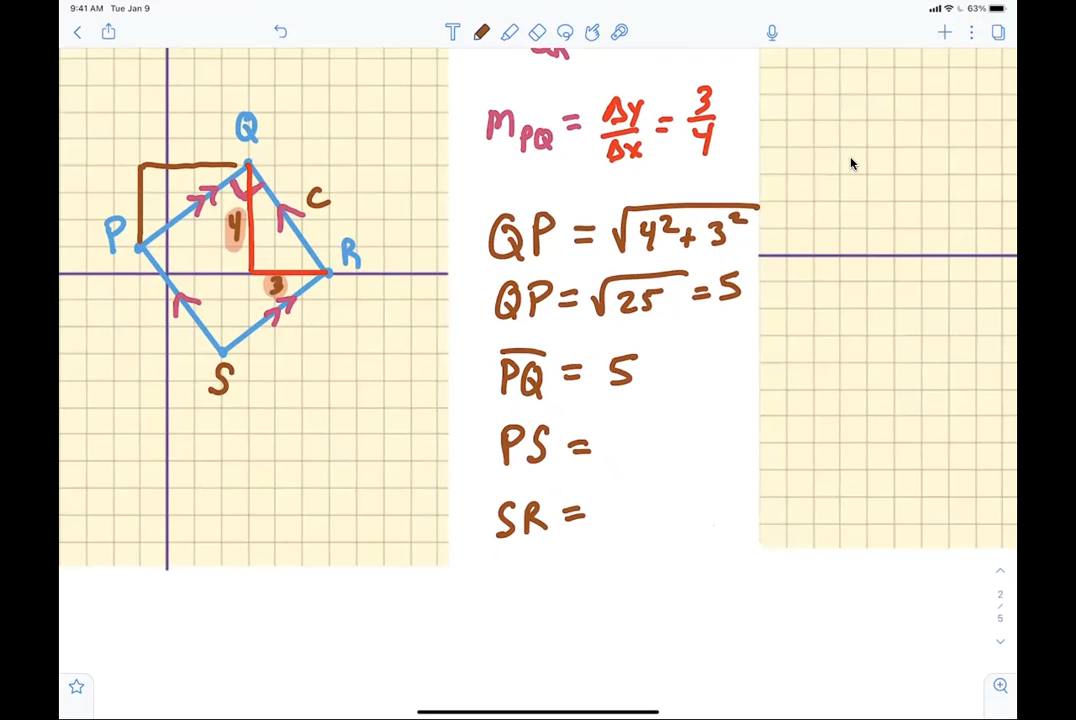 9:41 AM Tue Jan 9
63%
T
Q
P
C
4
R
3
S
QR
M_PQ = Δy/Δx = 3/4
QP = √4² + 3²
QP = √25 = 5
P̅Q̅ = 5
PS =
SR =
2
/
5